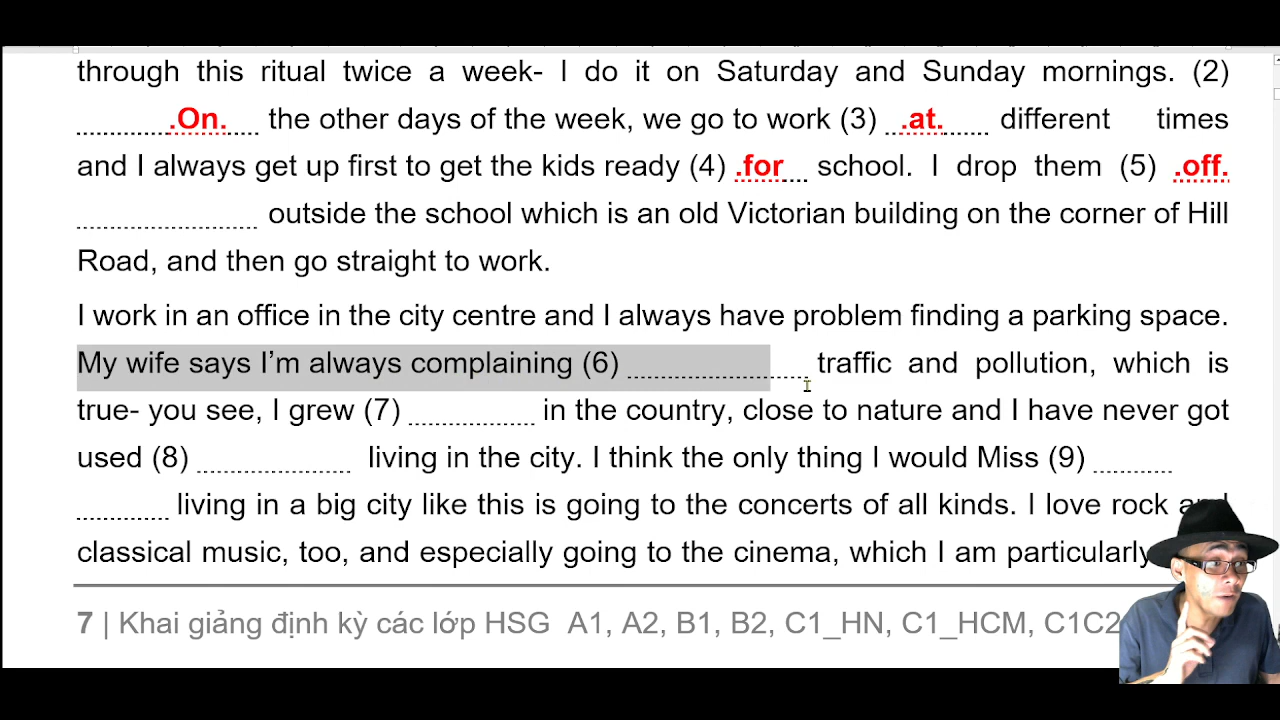 through this ritual twice a week- I do it on Saturday and Sunday mornings. (2)
.On. the other days of the week, we go to work (3) .at. different times
and I always get up first to get the kids ready (4) .for school. I drop them (5) .off.
outside the school which is an old Victorian building on the corner of Hill
Road, and then go straight to work.
I work in an office in the city centre and I always have problem finding a parking space.
My wife says I'm always complaining (6) traffic and pollution, which is
true- you see, I grew (7) in the country, close to nature and I have never got
used (8) living in the city. I think the only thing I would Miss (9)
living in a big city like this is going to the concerts of all kinds. I love rock and
classical music, too, and especially going to the cinema, which I am particularly
7 | Khai giảng định kỳ các lớp HSG A1, A2, B1, B2, C1_HN, C1_HCM, C1C2